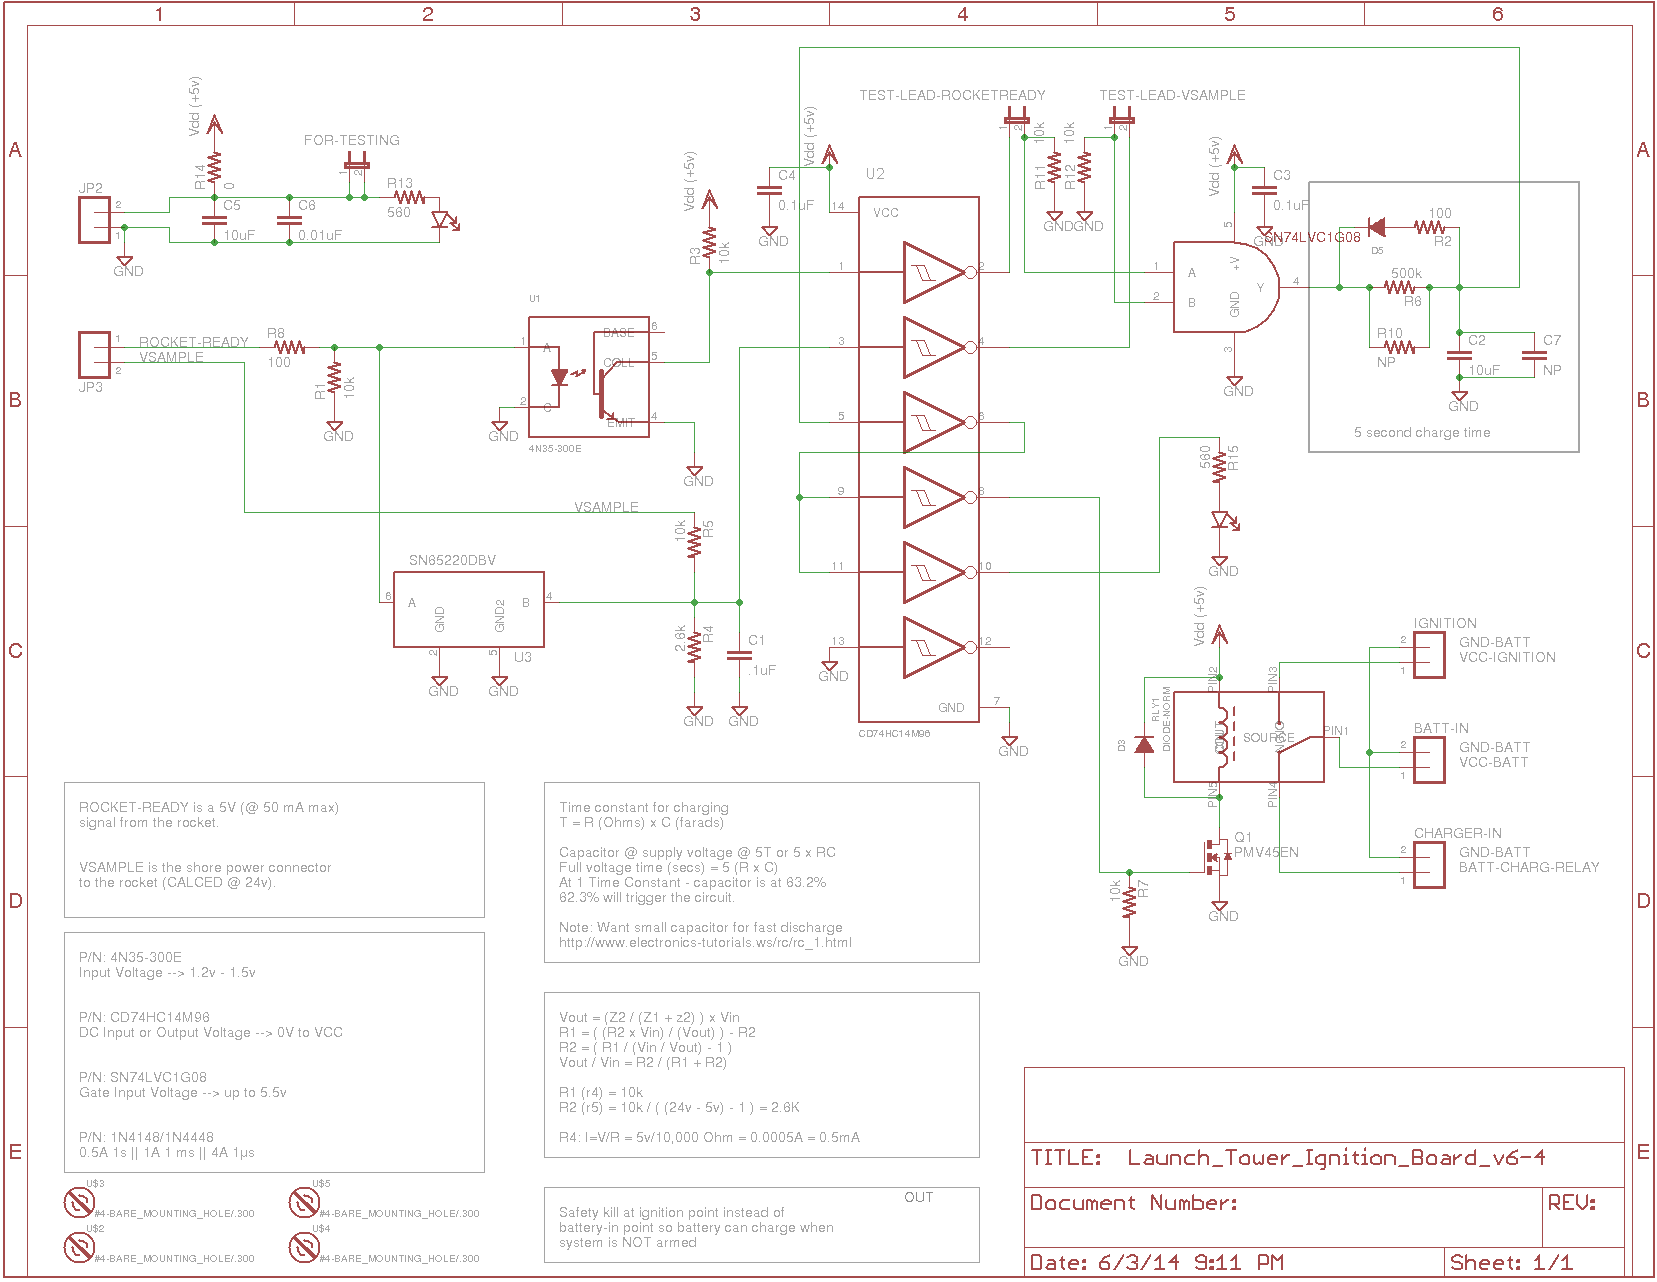 1 2 3 4 5 6
A
B
C
D
E
A
B
C
D
E
Vdd (+5v)
R14
0
FOR-TESTING
1
2
JP2
2
1
R13
560
C5
10uF
C6
0.01uF
GND
JP3
1
2
ROCKET-READY
VSAMPLE
R8
100
R1
10k
GND
U1
BASE
COLL
EMIT
A
C
1
2
6
5
4
4N35-300E
GND
GND
Vdd (+5v)
R3
10k
VSAMPLE
SN65220DBV
A
GND
GND2
B
6
2
5
4
U3
GND
GND
R5
10k
R4
2.6k
C1
.1uF
GND
GND
Vdd (+5v)
C4
0.1uF
GND
U2
14
VCC
1
2
3
4
5
6
9
8
11
10
13
12
GND
7
CD74HC14M96
GND
GND
TEST-LEAD-ROCKETREADY
1
2
R11
10k
GND
TEST-LEAD-VSAMPLE
1
2
R12
10k
GND
Vdd (+5v)
C3
0.1uF
GND
SN74LVC1G08
A
B
+V
GND
Y
1
2
5
3
4
GND
D5
100
R2
500k
R6
R10
NP
C2
10uF
C7
NP
GND
5 second charge time
560
R15
GND
Vdd (+5v)
PIN2
PIN3
RLY1
D3
DIODE-NORM
SOURCE
PIN1
PIN5
PIN4
Q1
PMV45EN
R7
10k
GND
GND
IGNITION
2
1
GND-BATT
VCC-IGNITION
BATT-IN
2
1
GND-BATT
VCC-BATT
CHARGER-IN
2
1
GND-BATT
BATT-CHARG-RELAY
ROCKET-READY is a 5V (@ 50 mA max)
signal from the rocket.
VSAMPLE is the shore power connector
to the rocket (CALCED @ 24v).
P/N: 4N35-300E
Input Voltage --> 1.2v - 1.5v
P/N: CD74HC14M96
DC Input or Output Voltage --> 0V to VCC
P/N: SN74LVC1G08
Gate Input Voltage --> up to 5.5v
P/N: 1N4148/1N4448
0.5A 1s || 1A 1 ms || 4A 1µs
Time constant for charging
T = R (Ohms) x C (farads)
Capacitor @ supply voltage @ 5T or 5 x RC
Full voltage time (secs) = 5 (R x C)
At 1 Time Constant - capacitor is at 63.2%
62.3% will trigger the circuit.
Note: Want small capacitor for fast discharge
http://www.electronics-tutorials.ws/rc/rc_1.html
Vout = (Z2 / (Z1 + z2) ) x Vin
R1 = ( (R2 x Vin) / (Vout) ) - R2
R2 = ( R1 / (Vin / Vout) - 1 )
Vout / Vin = R2 / (R1 + R2)
R1 (r4) = 10k
R2 (r5) = 10k / ( (24v - 5v) - 1 ) = 2.6K
R4: I=V/R = 5v/10,000 Ohm = 0.0005A = 0.5mA
OUT
Safety kill at ignition point instead of
battery-in point so battery can charge when
system is NOT armed
U$3
#4-BARE_MOUNTING_HOLE/.300
U$5
#4-BARE_MOUNTING_HOLE/.300
U$2
#4-BARE_MOUNTING_HOLE/.300
U$4
#4-BARE_MOUNTING_HOLE/.300
TITLE: Launch_Tower_Ignition_Board_v6-4
Document Number:
REV:
Date: 6/3/14 9:11 PM
Sheet: 1/1